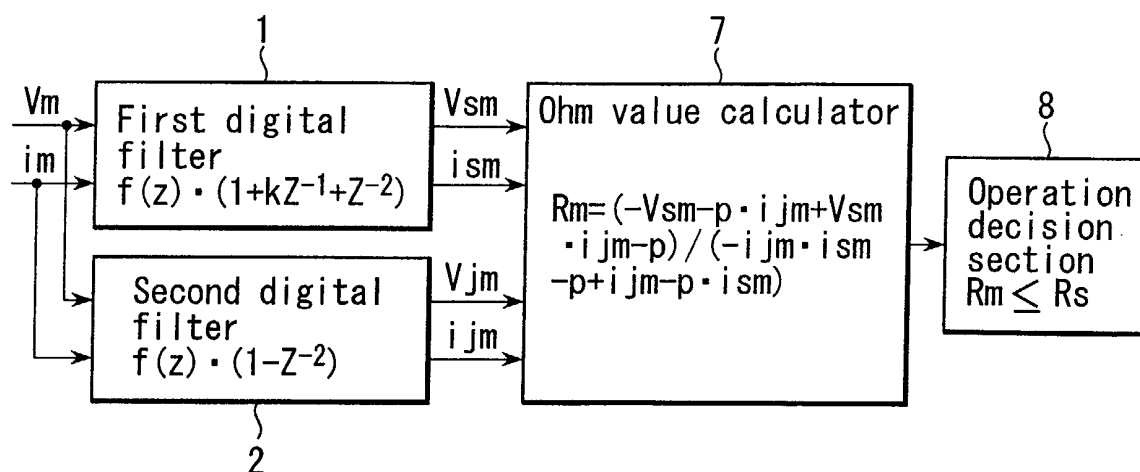 1
7
8
2
Vm
im
First digital
filter
f(z)・(1+kZ⁻¹+Z⁻²)
Second digital
filter
f(z)・(1-Z⁻²)
Vsm
ism
Vjm
ijm
Ohm value calculator
Rm=(-Vsm-p・ijm+Vsm
・ijm-p)/(-ijm・ism
-p+ijm-p・ism)
Operation
decision
section
Rm≦Rs